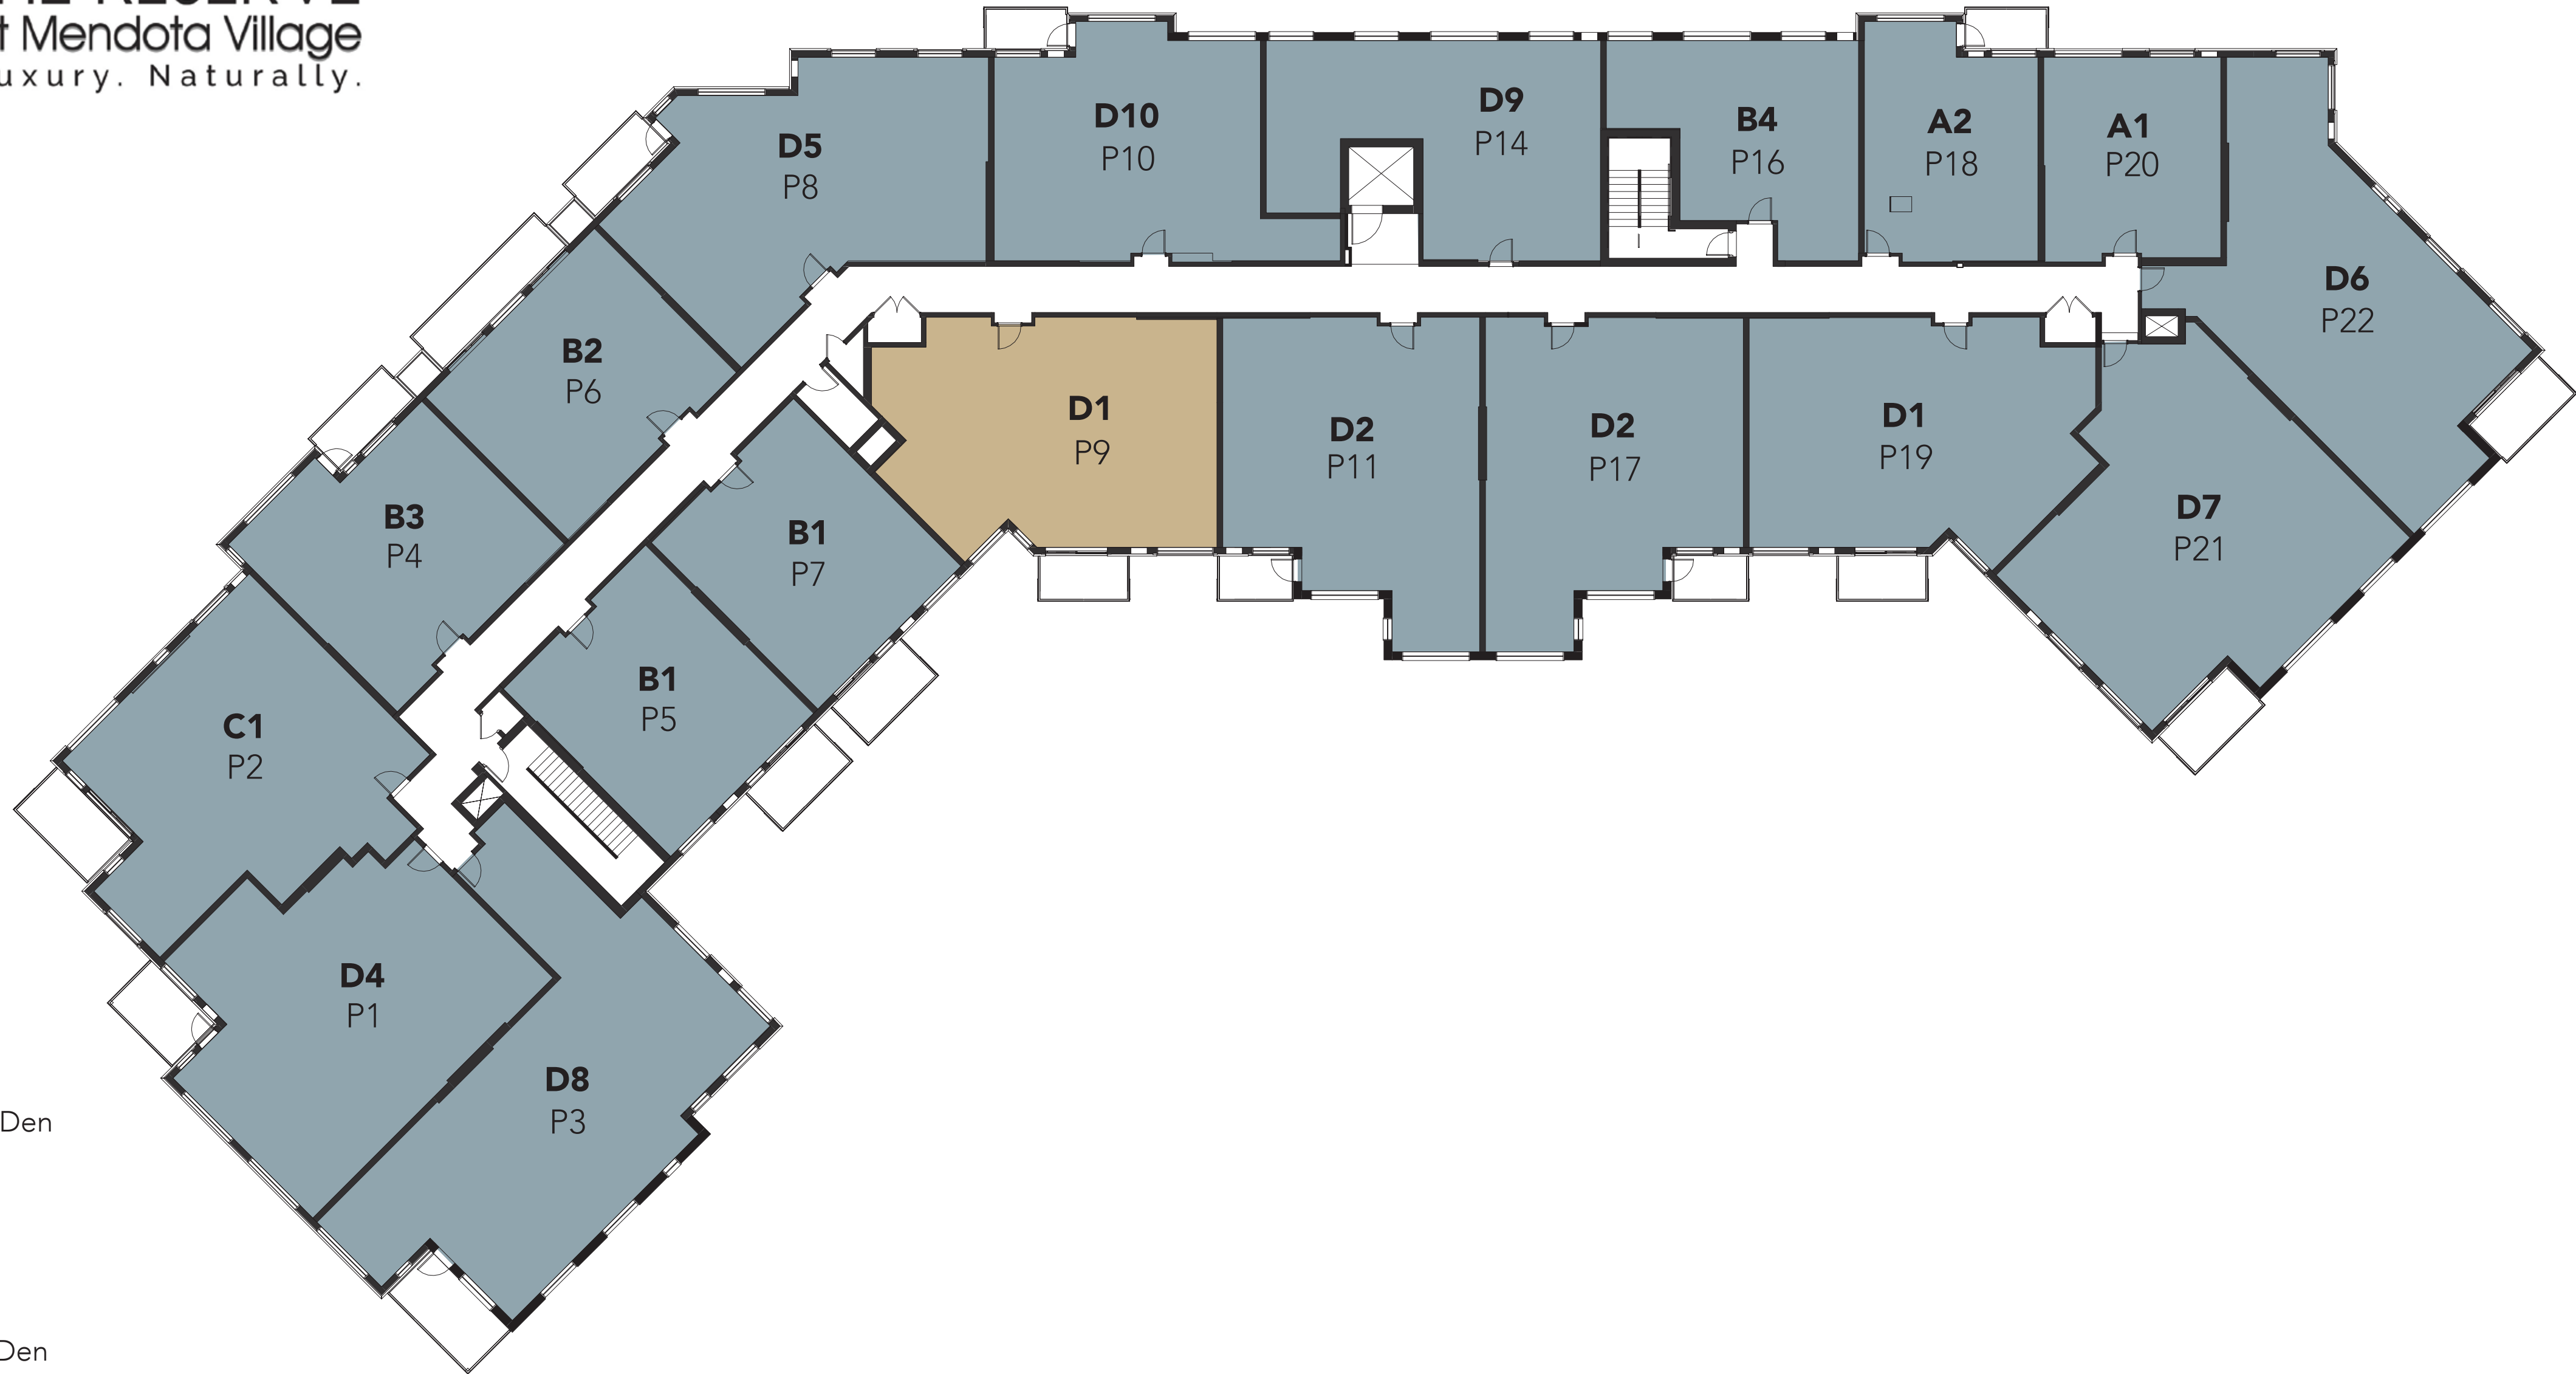 t Mendota Village
uxury. Naturally.
D5
P8
D10
P10
D9
P14
B4
P16
A2
P18
A1
P20
D6
P22
B2
P6
D1
P9
D2
P11
D2
P17
D1
P19
D7
P21
B3
P4
B1
P7
B1
P5
C1
P2
D4
P1
D8
P3
Den
Den